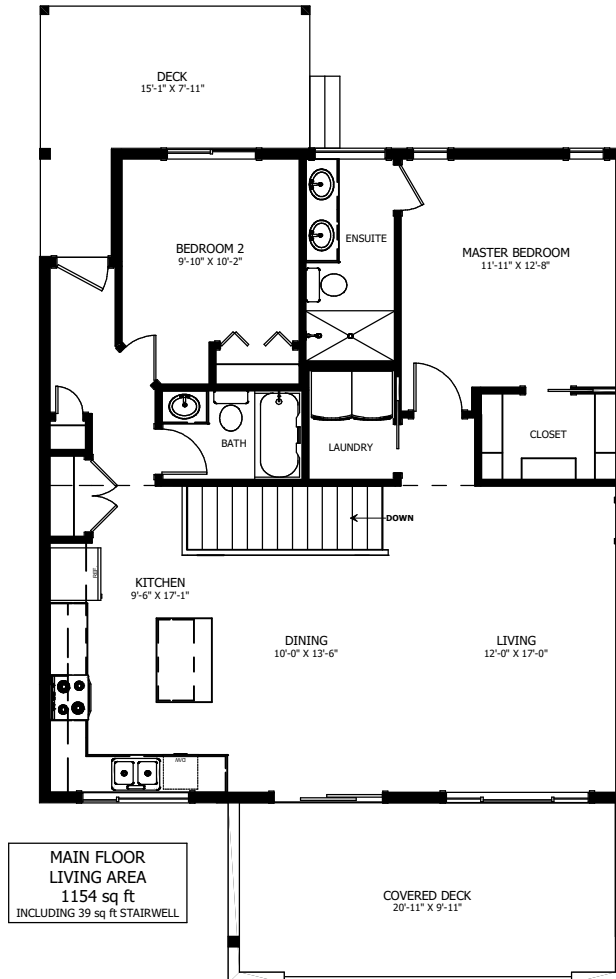 DECK
15'-1" X 7'-11"
BEDROOM 2
9'-10" X 10'-2"
ENSUITE
MASTER BEDROOM
11'-11" X 12'-8"
BATH
LAUNDRY
CLOSET
DOWN
REF.
KITCHEN
9'-6" X 17'-1"
DINING
10'-0" X 13'-6"
LIVING
12'-0" X 17'-0"
DW
MAIN FLOOR
LIVING AREA
1154 sq ft
INCLUDING 39 sq ft STAIRWELL
COVERED DECK
20'-11" X 9'-11"